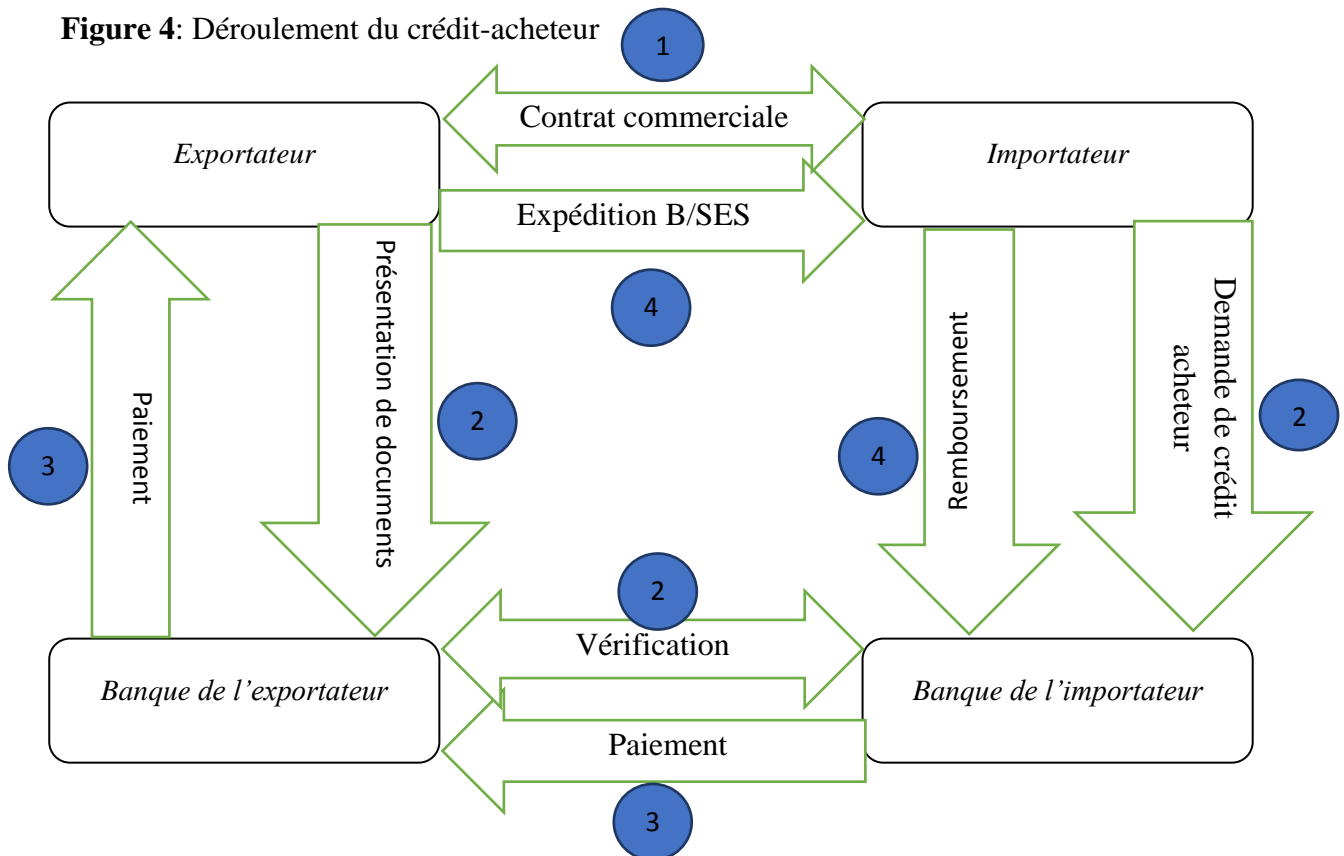 Figure 4: Déroulement du crédit-acheteur
1
Contrat commerciale
Exportateur
Importateur
Expédition B/SES
4
Paiement
3
Présentation de documents
2
Remboursement
4
Demande de crédit
acheteur
2
2
Vérification
Banque de l’exportateur
Banque de l’importateur
Paiement
3